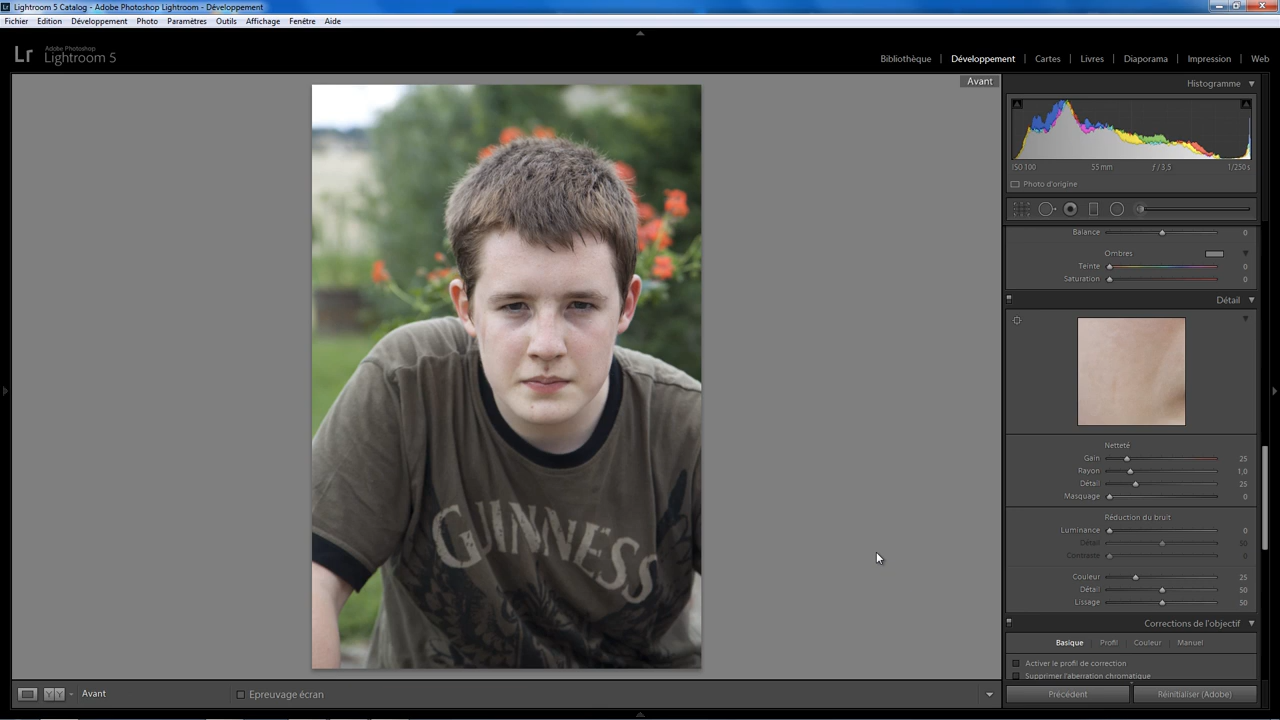 Lightroom 5 Catalog - Adobe Photoshop Lightroom - Développement
Fichier Edition Développement Photo Paramètres Outils Affichage Fenêtre Aide
Lr Adobe Photoshop
Lightroom 5
Bibliothèque | Développement | Cartes | Livres | Diaporama | Impression | Web
Avant
Histogramme
ISO 100 55 mm ƒ / 3,5 1/250 s
Photo d'origine
Balance 0
Ombres
Teinte 0
Saturation 0
Détail
Netteté
Gain 25
Rayon 1,0
Détail 25
Masquage 0
Réduction du bruit
Luminance 0
Détail 50
Contraste 0
Couleur 25
Détail 50
Lissage 50
Corrections de l'objectif
Basique Profil Couleur Manuel
Activer le profil de correction
Supprimer l'aberration chromatique
Précédent Réinitialiser (Adobe)
GUINNESS
Y Y Avant Epreuvage écran